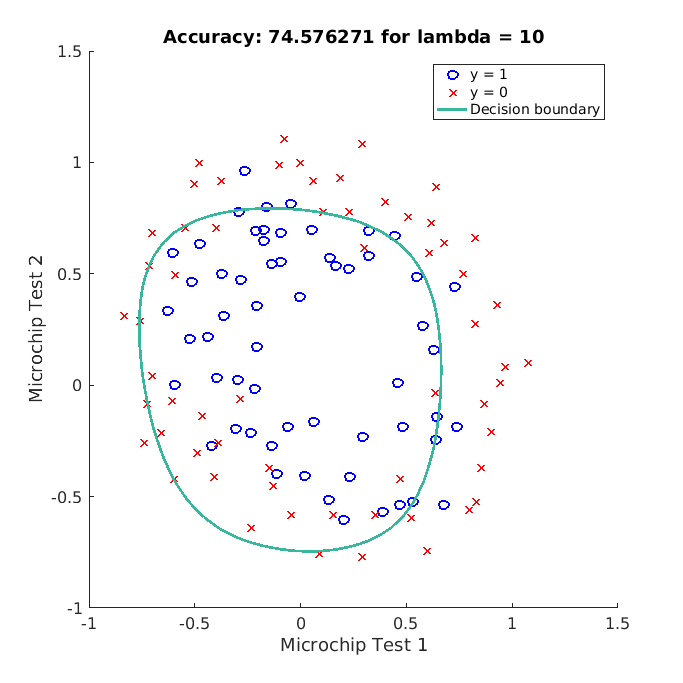 Accuracy: 74.576271 for lambda = 10
1.5
y = 1
y = 0
Decision boundary
1
0.5
0
-0.5
-1
Microchip Test 2
-1
-0.5
0
0.5
1
1.5
Microchip Test 1